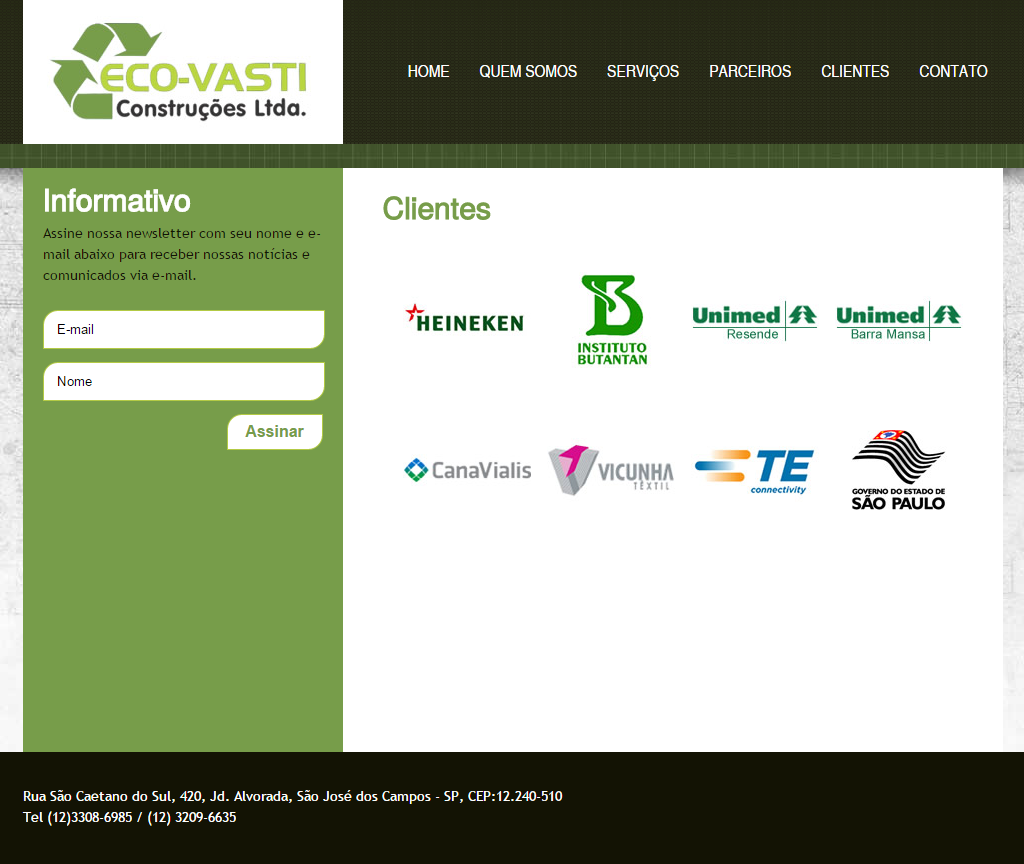 ECO-VASTI
Construções Ltda.
HOME QUEM SOMOS SERVIÇOS PARCEIROS CLIENTES CONTATO
Informativo
Assine nossa newsletter com seu nome e e-
mail abaixo para receber nossas notícias e
comunicados via e-mail.
E-mail
Nome
Assinar
Clientes
HEINEKEN
INSTITUTO
BUTANTAN
Unimed
Resende
Unimed
Barra Mansa
CanaVialis
VICUNHA
TÊXTIL
TE
connectivity
GOVERNO DO ESTADO DE
SÃO PAULO
Rua São Caetano do Sul, 420, Jd. Alvorada, São José dos Campos - SP, CEP:12.240-510
Tel (12)3308-6985 / (12) 3209-6635